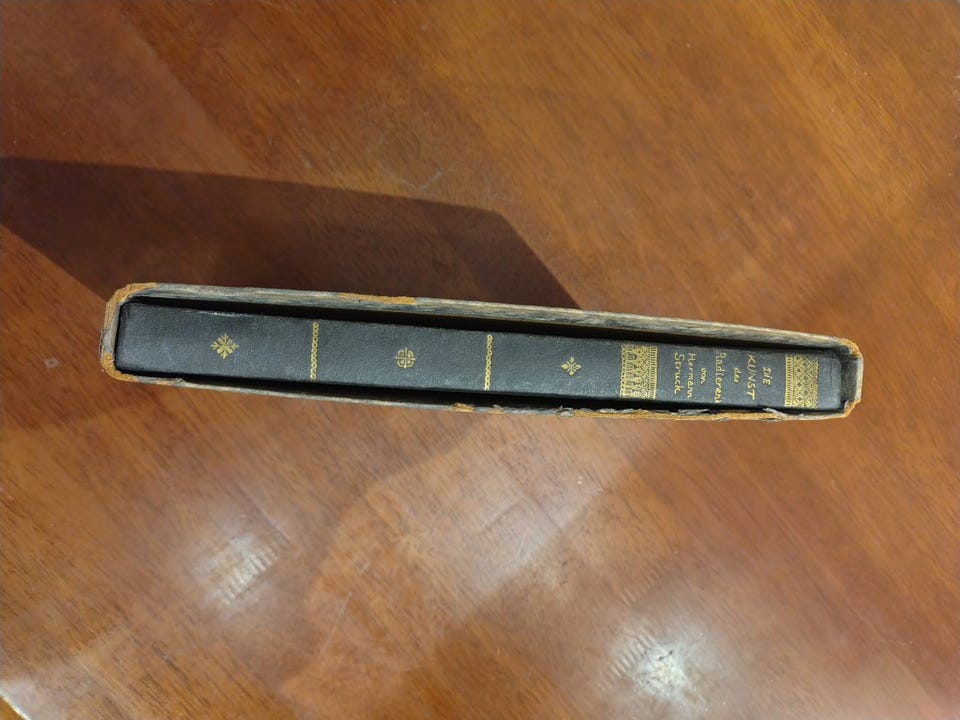 DIE
KUNST
des
Radierens
von
Hermann
Struck